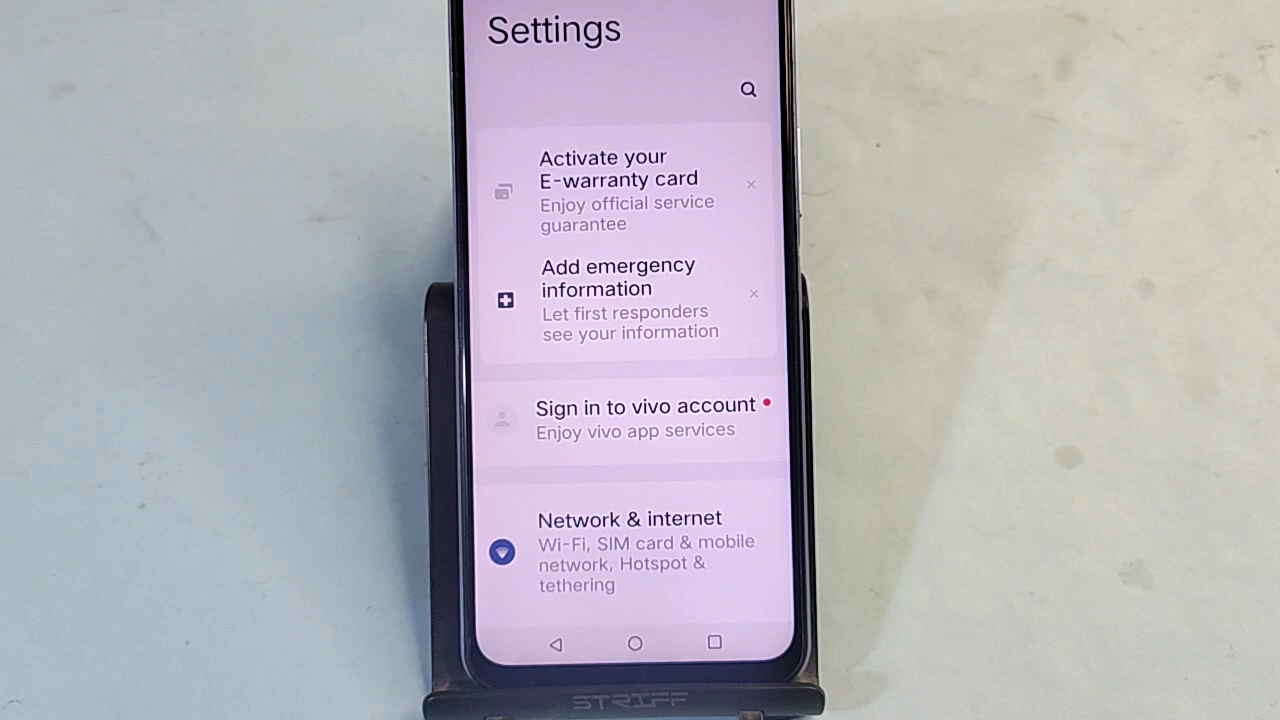 Settings
Activate your
E-warranty card
Enjoy official service
guarantee
Add emergency
information
Let first responders
see your information
Sign in to vivo account
Enjoy vivo app services
Network & internet
Wi-Fi, SIM card & mobile
network, Hotspot &
tethering
STRIFF